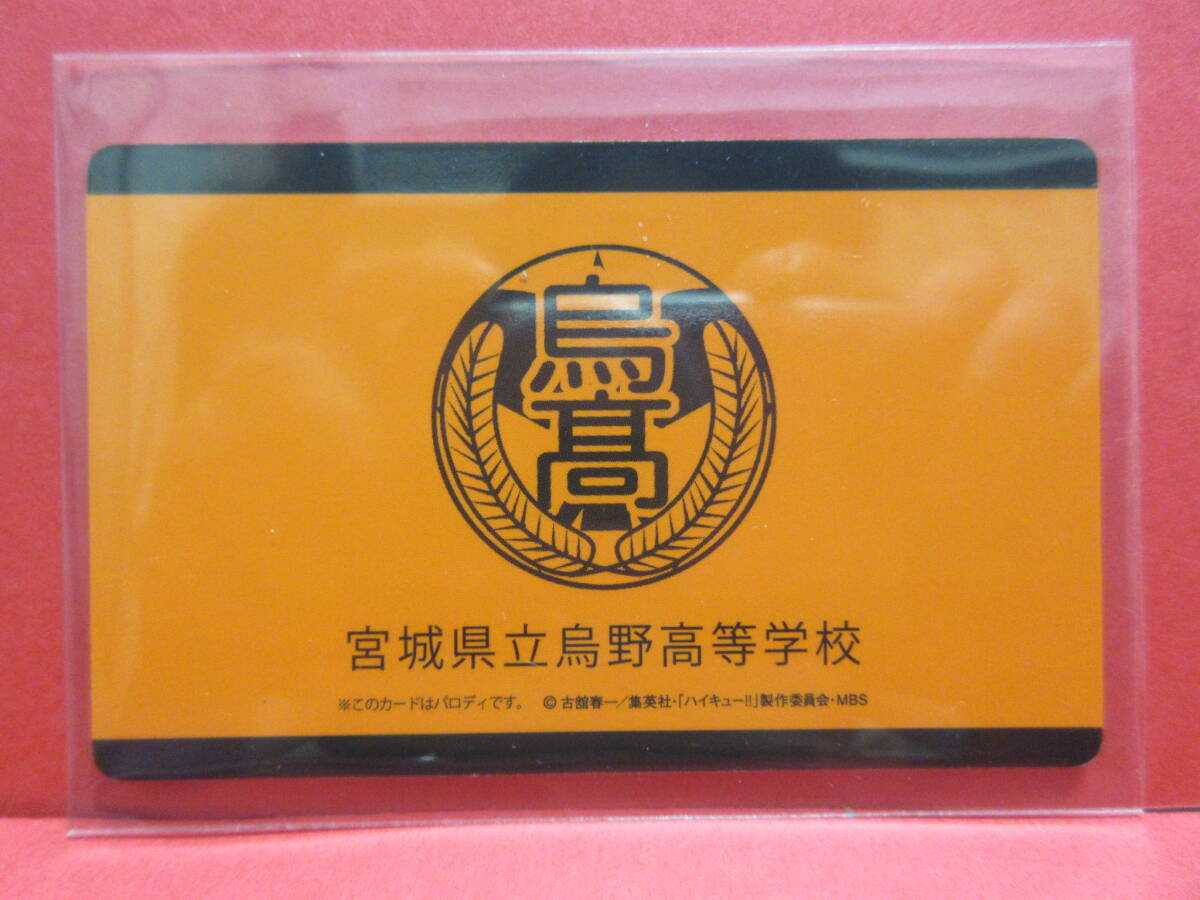 烏
高
宮城県立烏野高等学校
※このカードはパロディです。 © 古舘春一／集英社・「ハイキュー!!」製作委員会・MBS